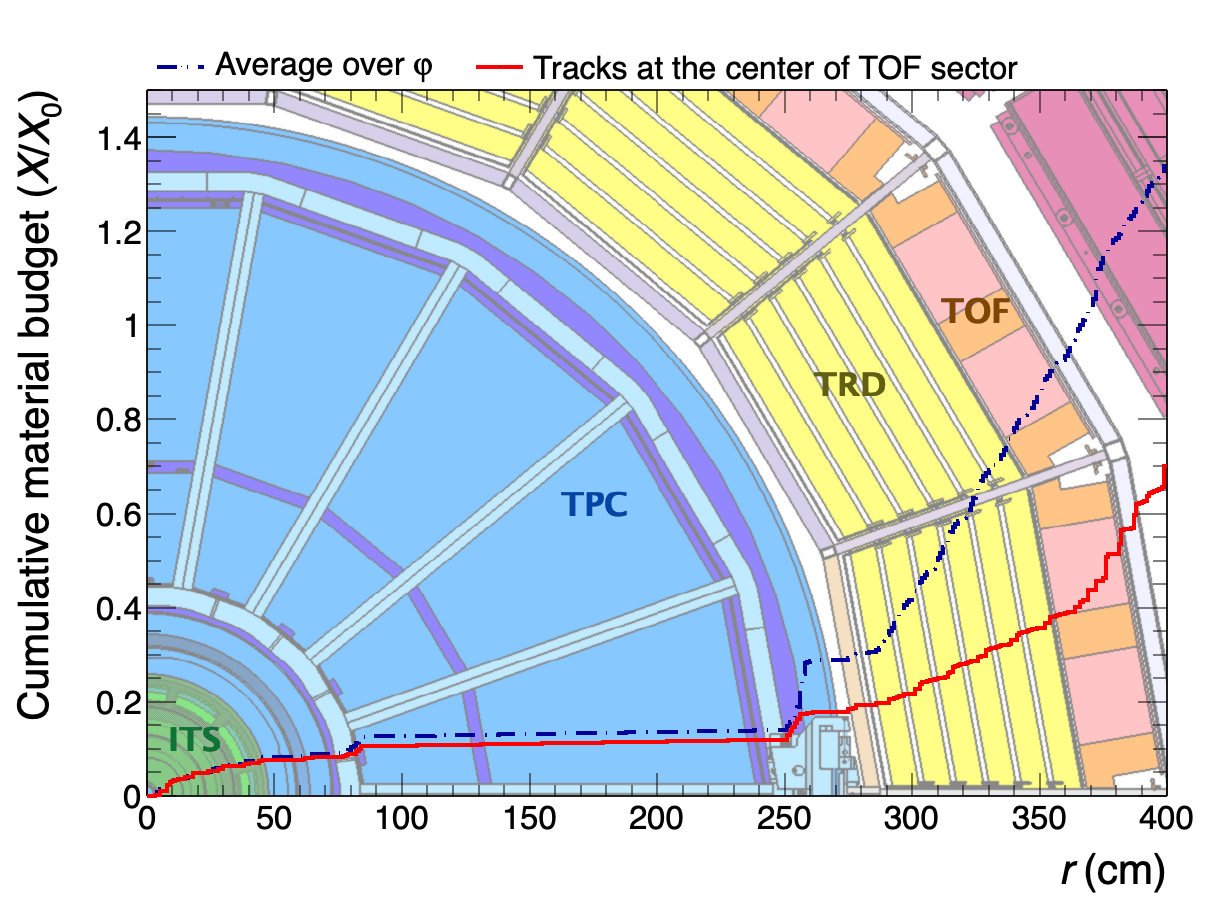 Average over φ
Tracks at the center of TOF sector
Cumulative material budget (X/X0)
1.4
1.2
1
0.8
0.6
0.4
0.2
0
TOF
TRD
TPC
ITS
0 50 100 150 200 250 300 350 400
r (cm)